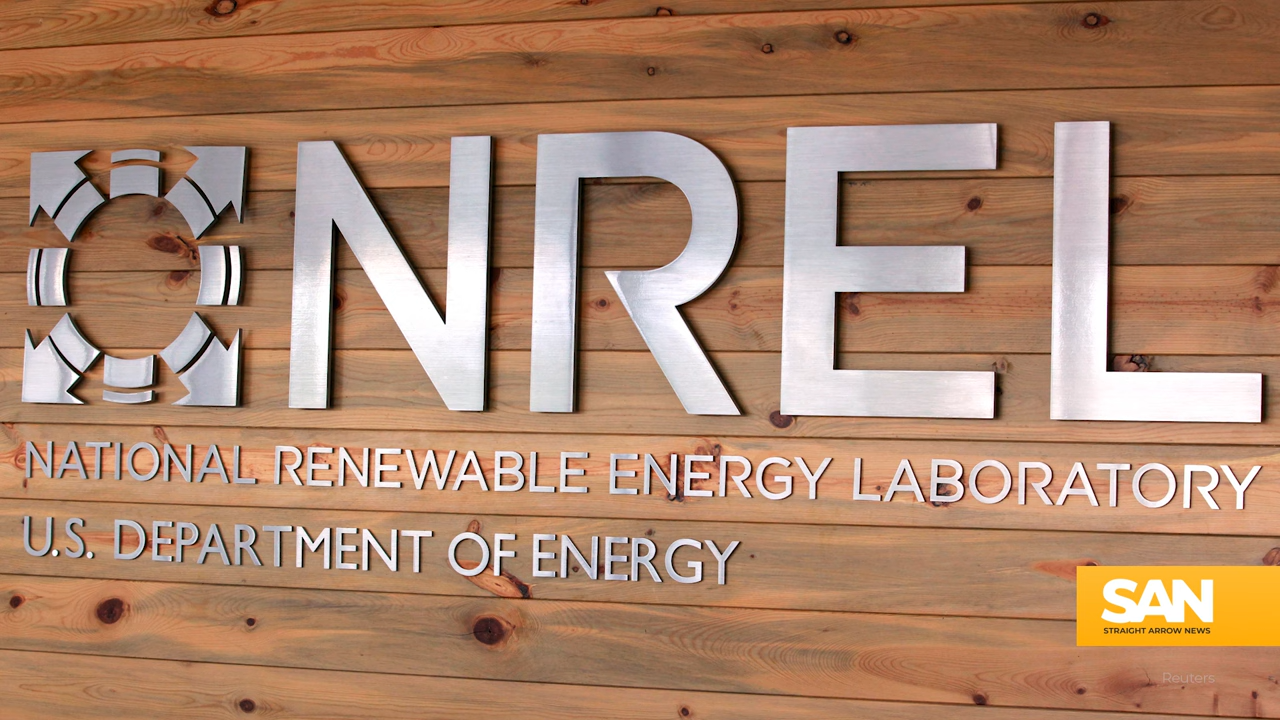 NREL
NATIONAL RENEWABLE ENERGY LABORATORY
U.S. DEPARTMENT OF ENERGY
SAN
STRAIGHT ARROW NEWS
Reuters